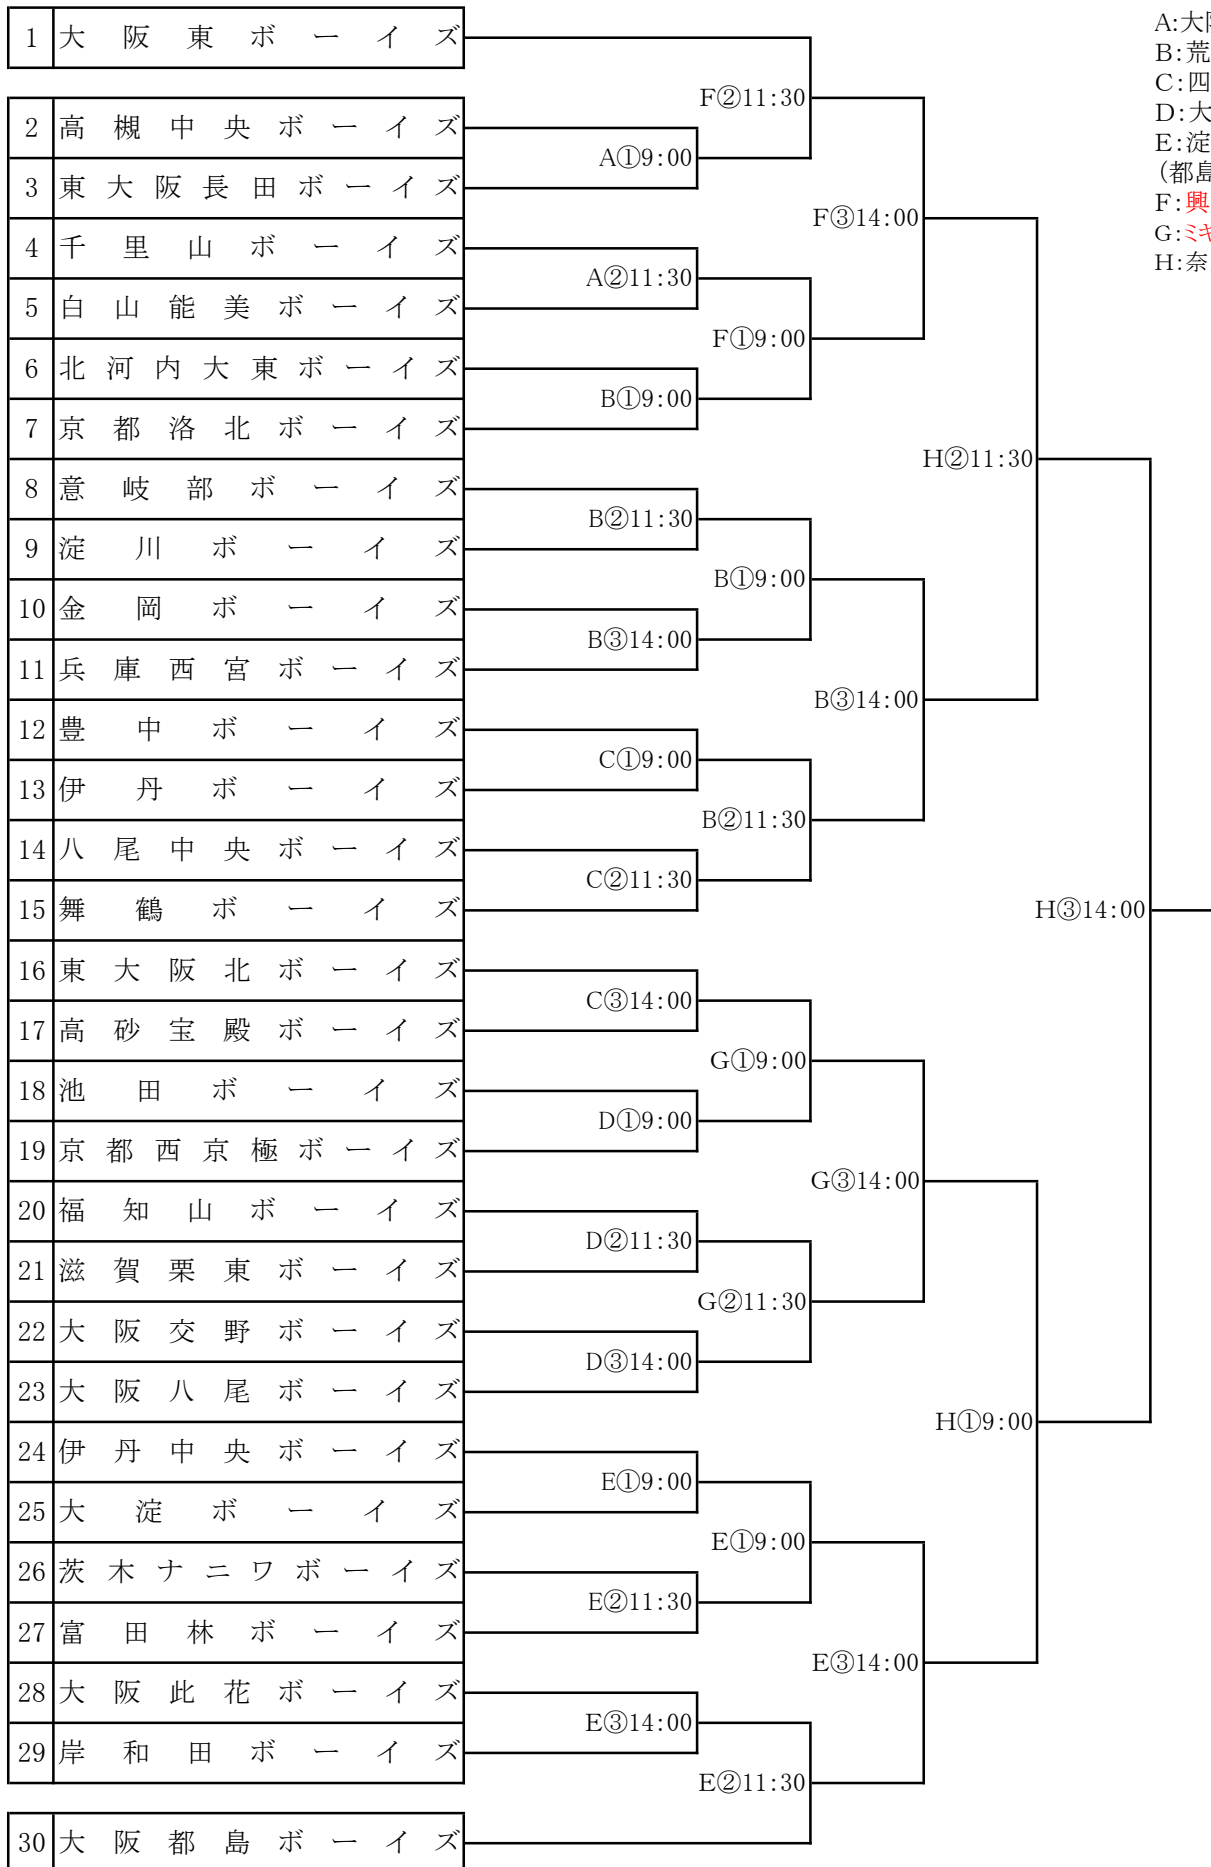 1 大阪東ボーイズ
2 高槻中央ボーイズ
3 東大阪長田ボーイズ
4 千里山ボーイズ
5 白山能美ボーイズ
6 北河内大東ボーイズ
7 京都洛北ボーイズ
8 意岐部ボーイズ
9 淀川ボーイズ
10 金岡ボーイズ
11 兵庫西宮ボーイズ
12 豊中ボーイズ
13 伊丹ボーイズ
14 八尾中央ボーイズ
15 舞鶴ボーイズ
16 東大阪北ボーイズ
17 高砂宝殿ボーイズ
18 池田ボーイズ
19 京都西京極ボーイズ
20 福知山ボーイズ
21 滋賀栗東ボーイズ
22 大阪交野ボーイズ
23 大阪八尾ボーイズ
24 伊丹中央ボーイズ
25 大淀ボーイズ
26 茨木ナニワボーイズ
27 富田林ボーイズ
28 大阪此花ボーイズ
29 岸和田ボーイズ
30 大阪都島ボーイズ
A①9:00
A②11:30
B①9:00
B②11:30
B③14:00
C①9:00
C②11:30
C③14:00
D①9:00
D②11:30
D③14:00
E①9:00
E②11:30
E③14:00
F②11:30
F①9:00
B①9:00
B②11:30
G①9:00
G②11:30
E①9:00
E②11:30
F③14:00
B③14:00
G③14:00
E③14:00
H②11:30
H①9:00
H③14:00
A:大
B:荒
C:四
D:大
E:淀
(都島
F:興
G:ミキ
H:奈